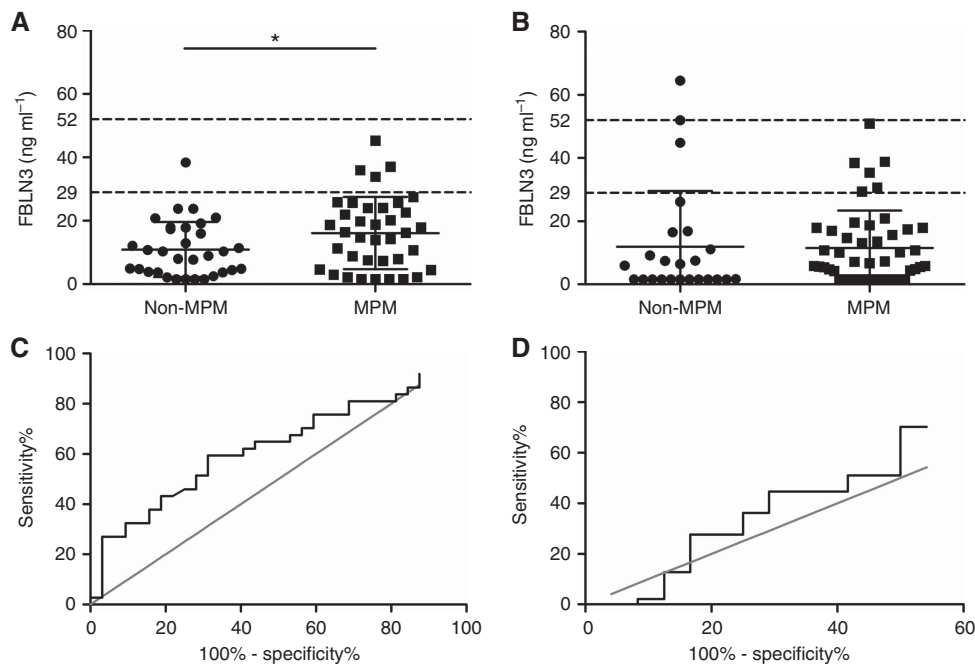 A
80
60
52
40
29
20
0
FBLN3 (ng ml⁻¹)
*
Non-MPM MPM
B
80
60
52
40
29
20
0
FBLN3 (ng ml⁻¹)
Non-MPM MPM
C
100
80
60
40
20
0
Sensitivity%
0 20 40 60 80 100
100% - specificity%
D
100
80
60
40
20
0
Sensitivity%
0 20 40 60
100% - specificity%